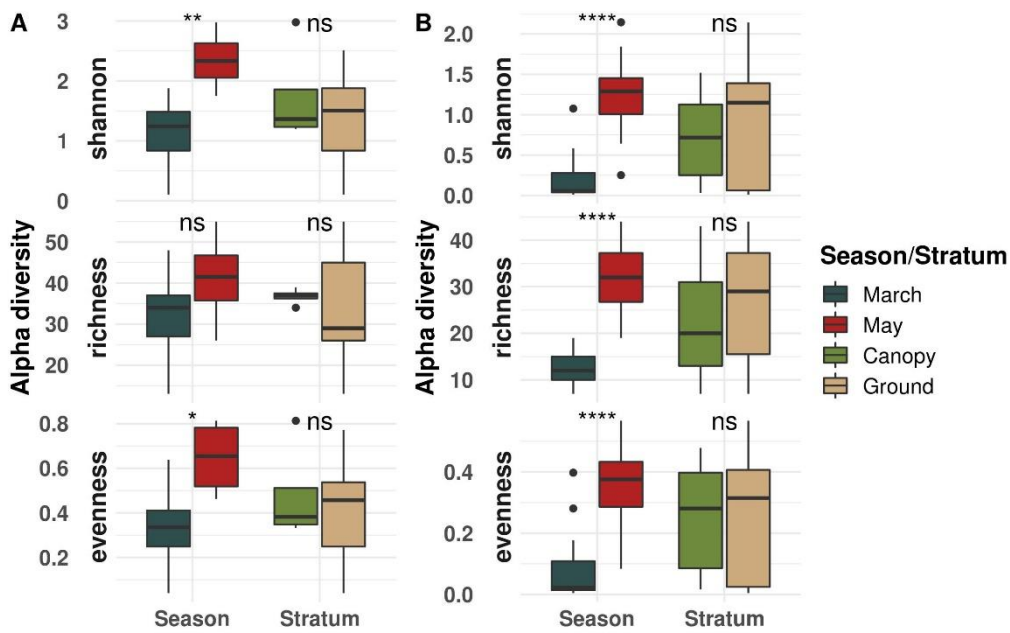 A
B
Alpha diversity
shannon
3
2
1
0
**
ns
richness
50
40
30
20
ns
ns
evenness
0.8
0.6
0.4
0.2
*
ns
Season
Stratum
Alpha diversity
shannon
2.0
1.5
1.0
0.5
0.0
****
ns
richness
40
30
20
10
****
ns
evenness
0.4
0.2
0.0
****
ns
Season
Stratum
Season/Stratum
March
May
Canopy
Ground